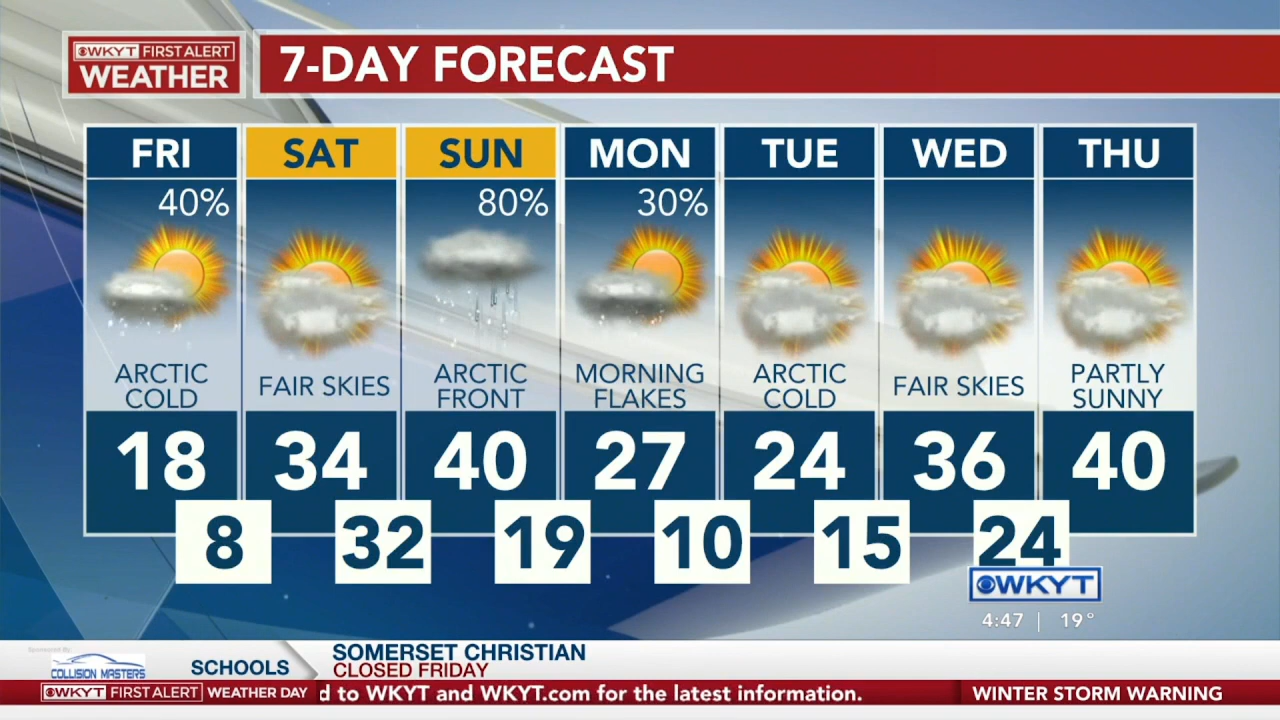 WKYT FIRST ALERT
WEATHER
7-DAY FORECAST
FRI SAT SUN MON TUE WED THU
40% 80% 30%
ARCTIC COLD
FAIR SKIES
ARCTIC FRONT
MORNING FLAKES
ARCTIC COLD
FAIR SKIES
PARTLY SUNNY
18 34 40 27 24 36 40
8 32 19 10 15 24
WKYT
4:47 | 19°
Sponsored By:
COLLISION MASTERS
SCHOOLS
SOMERSET CHRISTIAN
CLOSED FRIDAY
WKYT FIRST ALERT WEATHER DAY d to WKYT and WKYT.com for the latest information. WINTER STORM WARNING